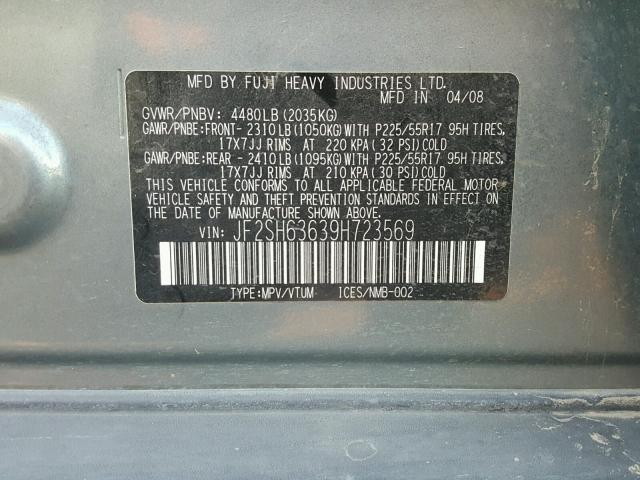 MFD BY FUJI HEAVY INDUSTRIES LTD.
MFD IN 04/08
GVWR/PNBV: 4480LB(2035KG)
GAWR/PNBE:FRONT- 2310LB(1050KG)WITH P225/55R17 95H TIRES.
17X7JJ RIMS AT 220 KPA(32 PSI)COLD
GAWR/PNBE:REAR - 2410LB(1095KG)WITH P225/55R17 95H TIRES.
17X7JJ RIMS AT 210 KPA(30 PSI)COLD
THIS VEHICLE CONFORMS TO ALL APPLICABLE FEDERAL MOTOR
VEHICLE SAFETY AND THEFT PREVENTION STANDARDS IN EFFECT
ON THE DATE OF MANUFACTURE SHOWN ABOVE.
VIN: JF2SH63639H723569
TYPE:MPV/VTUM ICES/NMB-002